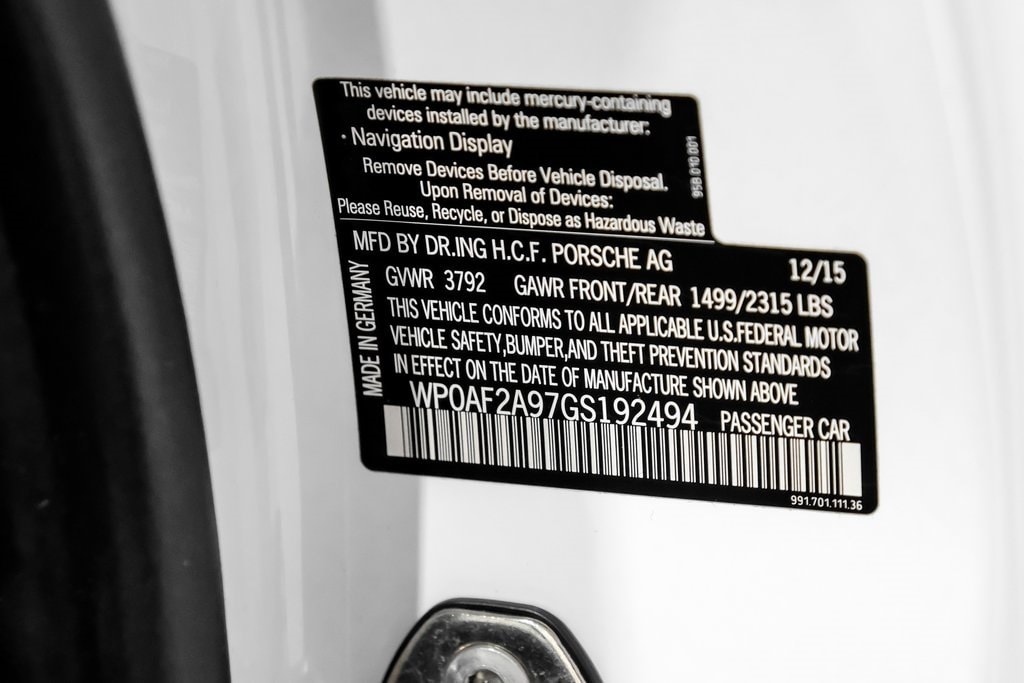 This vehicle may include mercury-containing
devices installed by the manufacturer:
· Navigation Display
Remove Devices Before Vehicle Disposal.
Upon Removal of Devices:
Please Reuse, Recycle, or Dispose as Hazardous Waste
95B 010 001
MFD BY DR.ING H.C.F. PORSCHE AG 12/15
GVWR 3792 GAWR FRONT/REAR 1499/2315 LBS
THIS VEHICLE CONFORMS TO ALL APPLICABLE U.S.FEDERAL MOTOR
VEHICLE SAFETY,BUMPER,AND THEFT PREVENTION STANDARDS
IN EFFECT ON THE DATE OF MANUFACTURE SHOWN ABOVE
MADE IN GERMANY
WP0AF2A97GS192494 PASSENGER CAR
991.701.111.36